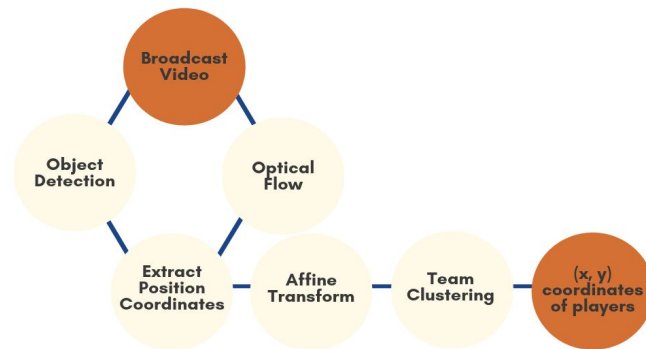 Broadcast
Video
Object
Detection
Optical
Flow
Extract
Position
Coordinates
Affine
Transform
Team
Clustering
(x, y)
coordinates
of players